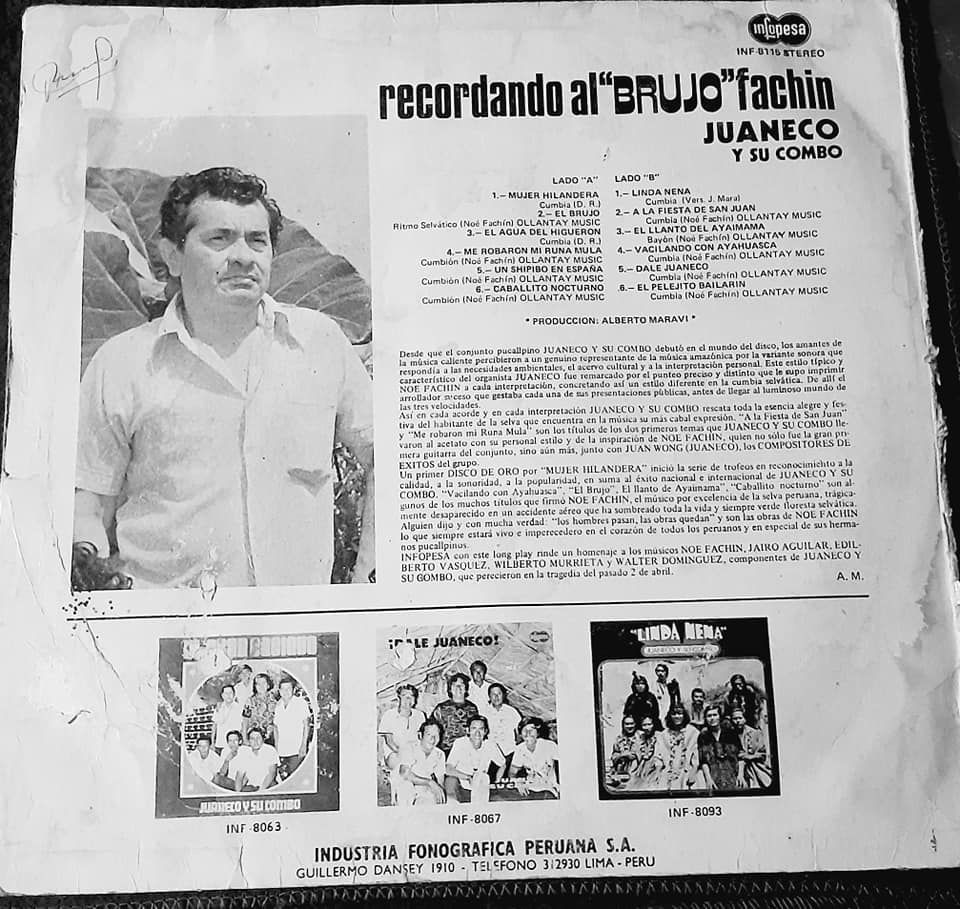 infopesa
INF-8115 STEREO
recordando al "BRUJO" fachin
JUANECO
Y SU COMBO
LADO "A"
1.— MUJER HILANDERA
Cumbia (D. R.)
2.— EL BRUJO
Ritmo Selvático (Noé Fachín) OLLANTAY MUSIC
3.— EL AGUA DEL HIGUERON
Cumbia (D. R.)
4.— ME ROBARON MI RUNA MULA
Cumbión (Noé Fachín) OLLANTAY MUSIC
5.— UN SHIPIBO EN ESPAÑA
Cumbión (Noé Fachín) OLLANTAY MUSIC
6.— CABALLITO NOCTURNO
Cumbión (Noé Fachín) OLLANTAY MUSIC
LADO "B"
1.— LINDA NENA
Cumbia (Vers. J. Mara)
2.— A LA FIESTA DE SAN JUAN
Cumbia (Noé Fachín) OLLANTAY MUSIC
3.— EL LLANTO DEL AYAIMAMA
Bayón (Noé Fachín) OLLANTAY MUSIC
4.— VACILANDO CON AYAHUASCA
Cumbia (Noé Fachín) OLLANTAY MUSIC
5.— DALE JUANECO
Cumbia (Noé Fachín) OLLANTAY MUSIC
6.— EL PELEJITO BAILARIN
Cumbia (Noé Fachín) OLLANTAY MUSIC
* PRODUCCION: ALBERTO MARAVI *
Desde que el conjunto pucallpino JUANECO Y SU COMBO debutó en el mundo del disco, los amantes de
la música caliente percibieron a un genuino representante de la música amazónica por la variante sonora que
respondía a las necesidades ambientales, el acervo cultural y a la interpretación personal. Este estilo típico y
característico del organista JUANECO fue remarcado por el punteo preciso y distinto que le supo imprimir
NOE FACHIN a cada interpretación, concretando así un estilo diferente en la cumbia selvática. De allí el
arrollador suceso que gestaba cada una de sus presentaciones públicas, antes de llegar al luminoso mundo de
las tres velocidades.
Así en cada acorde y en cada interpretación JUANECO Y SU COMBO rescata toda la esencia alegre y fes-
tiva del habitante de la selva que encuentra en la música su más cabal expresión. "A la Fiesta de San Juan"
y "Me robaron mi Runa Mula" son los títulos de los dos primeros temas que JUANECO Y SU COMBO lle-
varon al acetato con su personal estilo y de la inspiración de NOE FACHIN, quien no sólo fue la gran pri-
mera guitarra del conjunto, sino aún más, junto con JUAN WONG (JUANECO), los COMPOSITORES DE
EXITOS del grupo.
Un primer DISCO DE ORO por "MUJER HILANDERA" inició la serie de trofeos en reconocimiehto a la
calidad, a la sonoridad, a la popularidad, en suma al éxito nacional e internacional de JUANECO Y SU
COMBO. "Vacilando con Ayahuasca", "El Brujo", El llanto de Ayaimama", "Caballito nocturno" son al-
gunos de los muchos títulos que firmó NOE FACHIN, el músico por excelencia de la selva peruana, trágica-
mente desaparecido en un accidente aéreo que ha sombreado toda la vida y siempre verde floresta selvática.
Alguien dijo y con mucha verdad: "los hombres pasan, las obras quedan" y son las obras de NOE FACHIN
lo que siempre estará vivo e imperecedero en el corazón de todos los peruanos y en especial de sus herma-
nos pucallpinos.
INFOPESA con este long play rinde un homenaje a los músicos NOE FACHIN, JAIRO AGUILAR, EDIL-
BERTO VASQUEZ, WILBERTO MURRIETA y WALTER DOMINGUEZ, componentes de JUANECO Y
SU COMBO, que perecieron en la tragedia del pasado 2 de abril.
A. M.
JUANECO Y SU COMBO
INF-8063
¡DALE JUANECO!
INF-8067
"LINDA NENA"
JUANECO Y SU COMBO
INF-8093
INDUSTRIA FONOGRAFICA PERUANA S.A.
GUILLERMO DANSEY 1910 - TELEFONO 312930 LIMA - PERU